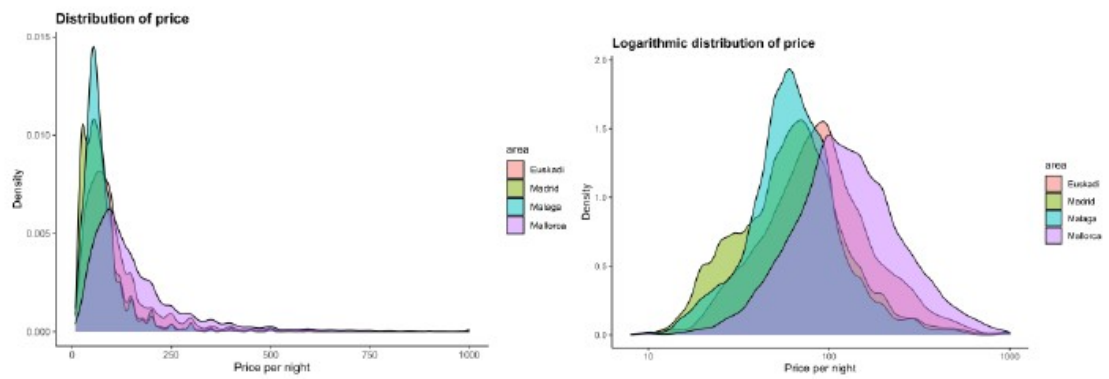 Distribution of price
0.015
0.010
0.005
0.000
Density
0
250
500
750
1000
Price per night
area
Euskadi
Madrid
Malaga
Mallorca
Logarithmic distribution of price
2.0
1.5
1.0
0.5
0.0
Density
10
100
1000
Price per night
area
Euskadi
Madrid
Malaga
Mallorca